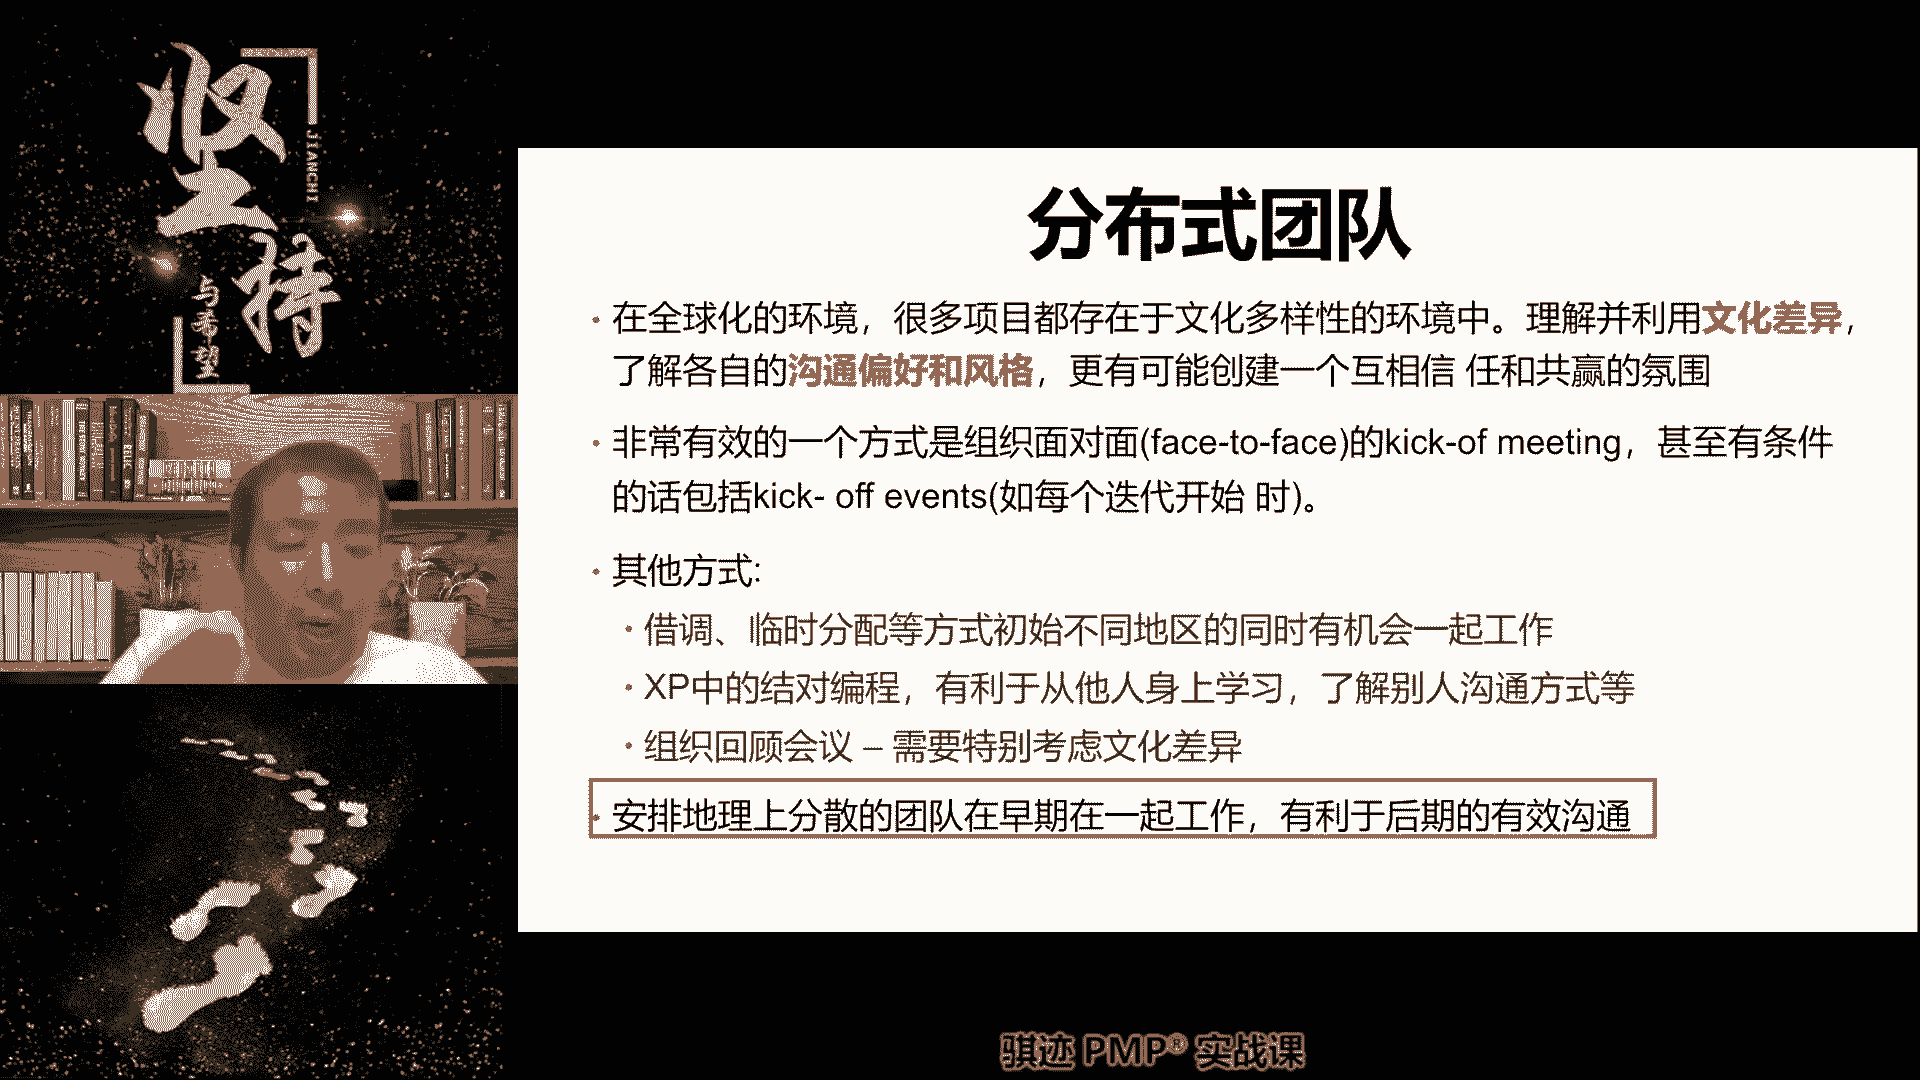 坚持
JIANCHI
与希望
分布式团队
· 在全球化的环境，很多项目都存在于文化多样性的环境中。理解并利用文化差异，
了解各自的沟通偏好和风格，更有可能创建一个互相信 任和共赢的氛围
· 非常有效的一个方式是组织面对面(face-to-face)的kick-of meeting，甚至有条件
的话包括kick- off events(如每个迭代开始 时)。
· 其他方式:
· 借调、临时分配等方式初始不同地区的同时有机会一起工作
· XP中的结对编程，有利于从他人身上学习，了解别人沟通方式等
· 组织回顾会议 – 需要特别考虑文化差异
· 安排地理上分散的团队在早期在一起工作，有利于后期的有效沟通
骐迹 PMP® 实战课